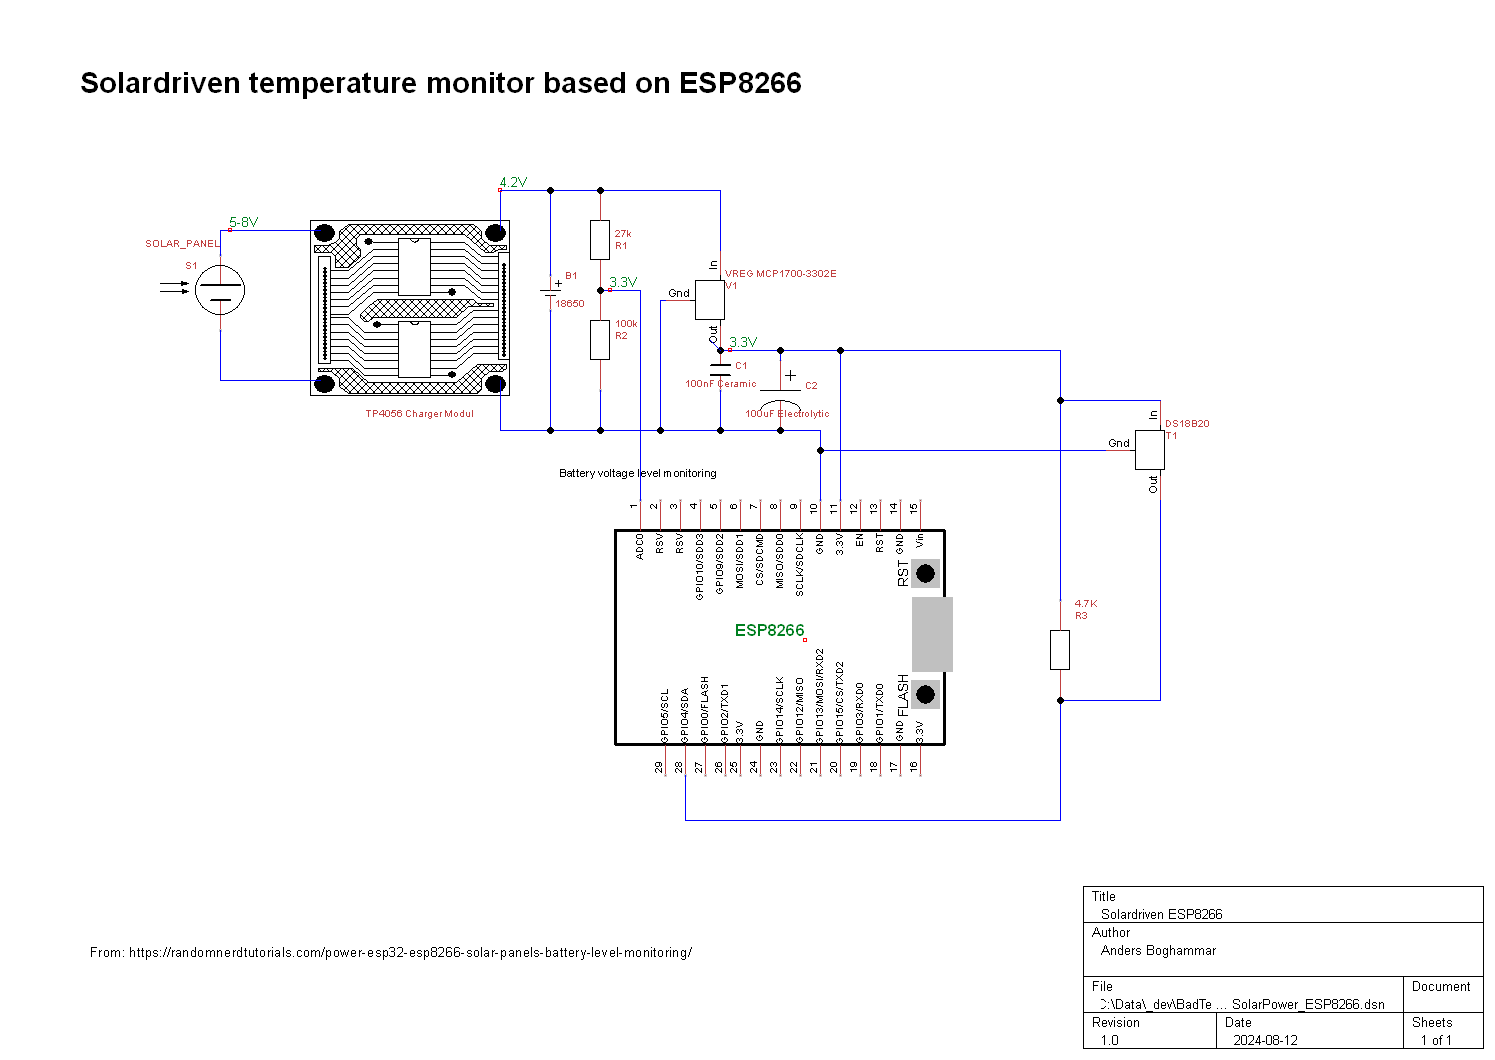 Solardriven temperature monitor based on ESP8266
4.2V
5-8V
SOLAR_PANEL
S1
27k
R1
B1
18650
3.3V
100k
R2
In
VREG MCP1700-3302E
V1
Gnd
Out
3.3V
C1
100nF Ceramic
C2
100uF Electrolytic
TP4056 Charger Modul
In
DS18B20
T1
Gnd
Out
Battery voltage level monitoring
1 2 3 4 5 6 7 8 9 10 11 12 13 14 15
ADC0
RSV
RSV
GPIO10/SDD3
GPIO9/SDD2
MOSI/SDD1
CS/SDCMD
MISO/SDD0
SCLK/SDCLK
GND
3.3V
EN
RST
GND
Vin
RST
ESP8266
4.7K
R3
FLASH
GPIO5/SCL
GPIO4/SDA
GPIO0/FLASH
GPIO2/TXD1
3.3V
GND
GPIO14/SCLK
GPIO12/MISO
GPIO13/MOSI/RXD2
GPIO15/CS/TXD2
GPIO3/RXD0
GPIO1/TXD0
GND
3.3V
29 28 27 26 25 24 23 22 21 20 19 18 17 16
From: https://randomnerdtutorials.com/power-esp32-esp8266-solar-panels-battery-level-monitoring/
Title
Solardriven ESP8266
Author
Anders Boghammar
File
C:\Data\_dev\BadTe ... SolarPower_ESP8266.dsn
Document
Revision
1.0
Date
2024-08-12
Sheets
1 of 1